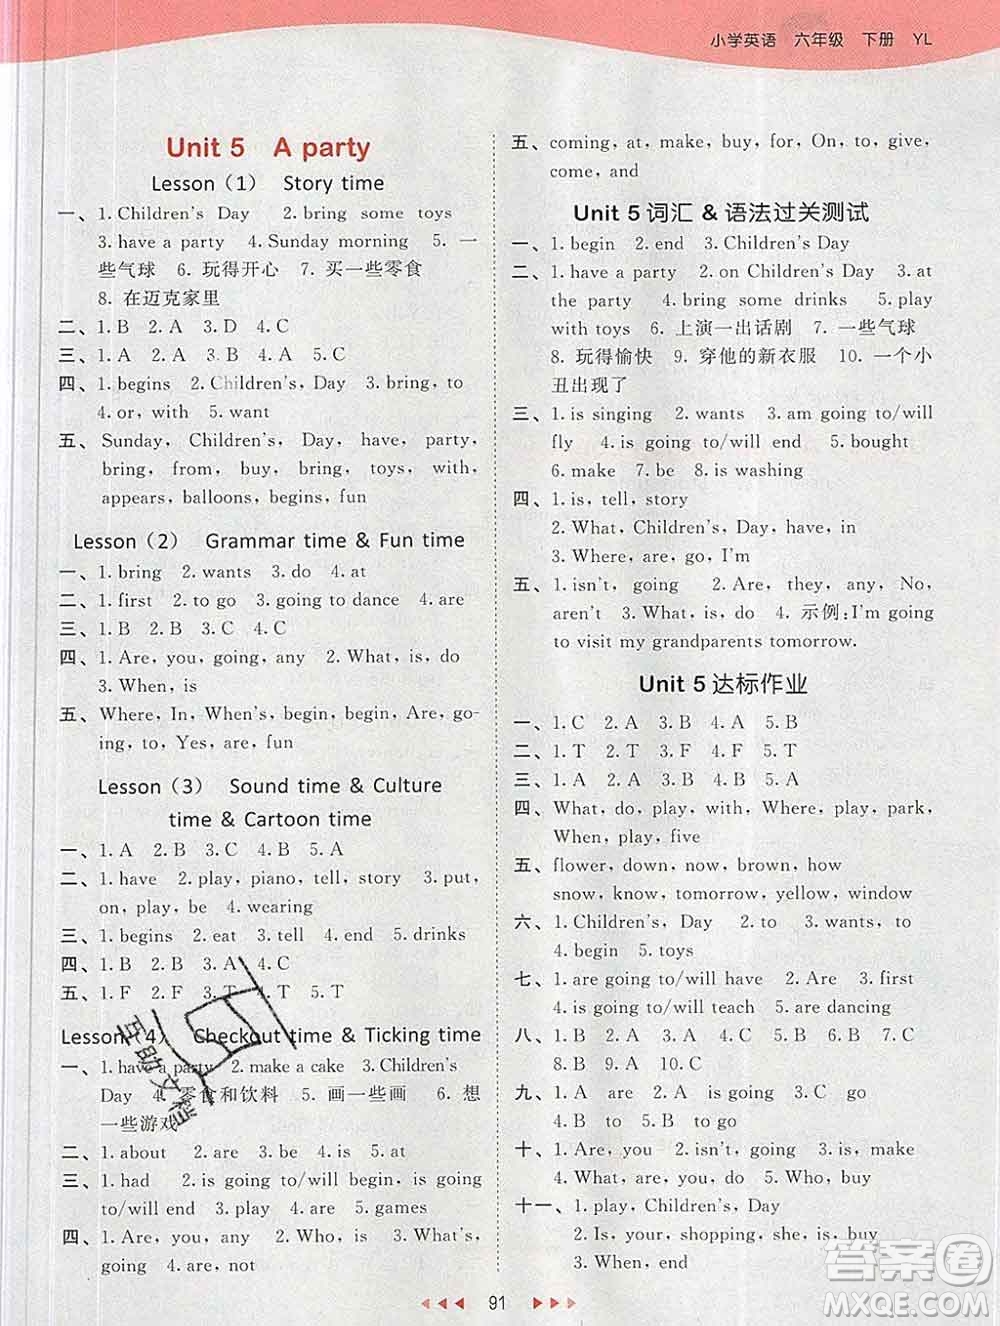 小学英语 六年级 下册 YL
Unit 5 A party
Lesson (1) Story time
一、1. Children's Day 2. bring some toys
3. have a party 4. Sunday morning 5. 一
些气球 6. 玩得开心 7. 买一些零食
8. 在迈克家里
二、1. B 2. A 3. D 4. C
三、1. A 2. A 3. A 4. C
四、1. begins 2. Children's, Day 3. bring, to
4. or, with 5. want
五、Sunday, Children's, Day, have, party,
bring, from, buy, bring, toys, with,
appears, balloons, begins, fun
Lesson (2) Grammar time & Fun time
一、1. bring 2. wants 3. do 4. at
二、1. first 2. to go 3. going to dance 4. are
三、1. B 2. B 3. C 4. B
四、1. Are, you, going, any 2. What, is, do
3. When, is
五、Where, In, When's, begin, begin, Are, go-
ing, to, Yes, are, fun
Lesson (3) Sound time & Culture
time & Cartoon time
一、1. A 2. B 3. C 4. B 5. A
二、1. have 2. play, piano, tell, story 3. put,
on, play, be 4. wearing
三、1. begins 2. eat 3. tell 4. end 5. drinks
四、1. C 2. B 3. B 4. A 5. C
五、1. F 2. F 3. T 4. T 5. T
Lesson (4) Checkout time & Ticking time
一、1. have a party 2. make a cake 3. Children's
Day 4. 零食和饮料 5. 画一些画 6. 想
一些游戏
二、1. about 2. are 3. be 4. is 5. at
三、1. had 2. is going to/will begin, is going
to/will end 3. bring 4. are 5. games
四、1. Are, you, any 2. Who, is 3. What,
going 4. are, not
五、coming, at, make, buy, for, On, to, give,
come, and
Unit 5 词汇 & 语法过关测试
一、1. begin 2. end 3. Children's Day
二、1. have a party 2. on Children's Day 3. at
the party 4. bring some drinks 5. play
with toys 6. 上演一出话剧 7. 一些气球
8. 玩得愉快 9. 穿他的新衣服 10. 一个小
丑出现了
三、1. is singing 2. wants 3. am going to/will
fly 4. is going to/will end 5. bought
6. make 7. be 8. is washing
四、1. is, tell, story
2. What, Children's, Day, have, in
3. Where, are, go, I'm
五、1. isn't, going 2. Are, they, any, No,
aren't 3. What, is, do 4. 示例:I'm going
to visit my grandparents tomorrow.
Unit 5 达标作业
一、1. C 2. A 3. B 4. A 5. B
二、1. T 2. T 3. F 4. F 5. T
三、1. A 2. A 3. C 4. B 5. B
四、What, do, play, with, Where, play, park,
When, play, five
五、flower, down, now, brown, how
snow, know, tomorrow, yellow, window
六、1. Children's, Day 2. to 3. wants, to
4. begin 5. toys
七、1. are going to/will have 2. Are 3. first
4. is going to/will teach 5. are dancing
八、1. B 2. C 3. A 4. C 5. B 6. B 7. C
8. B 9. A 10. C
九、1. A are 2. A What 3. C go
4. B to 5. B to go
十、1. Are, you 2. isn't, going 3. is, make
4. What, are, you, do 5. Who, buy
十一、1. play, Children's, Day
2. Is, your, shopping, she, is, buy
3. When, end
91
互助文档
答案圈
MXQE.COM